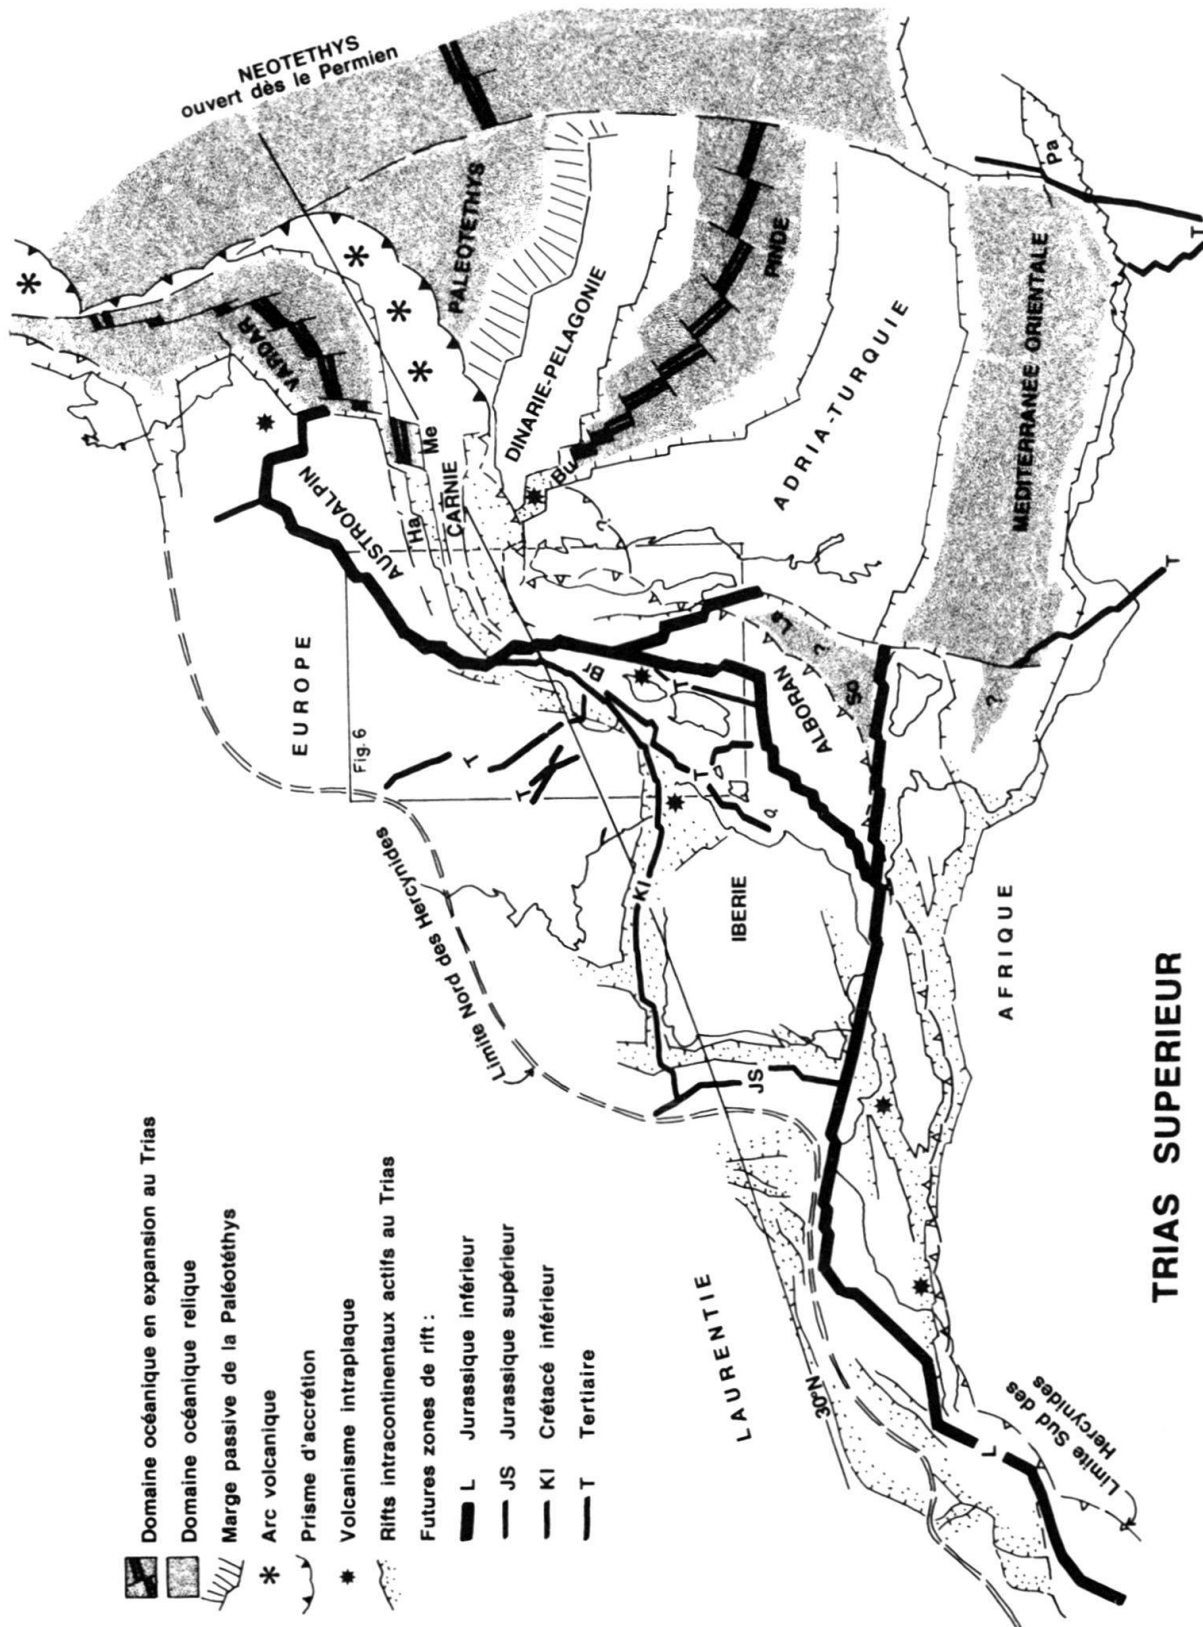 Domaine océanique en expansion au Trias
Domaine océanique relique
Marge passive de la Paléotéthys
Arc volcanique
Prisme d'accrétion
Volcanisme intraplaque
Rifts intracontinentaux actifs au Trias
Futures zones de rift :
L Jurassique inférieur
JS Jurassique supérieur
KI Crétacé inférieur
T Tertiaire
NEOTETHYS
ouvert dès le Permien
VARDAR
PALEOTETHYS
AUSTROALPIN
Ha
Me
CARNIE
DINARIE-PELAGONIE
Bu
PINDE
ADRIA-TURQUIE
MEDITERRANÉE ORIENTALE
Pa
T
T
EUROPE
Fig. 6
T
T
Br
T
T
La
?
So
?
ALBORAN
Limite Nord des Hercynides
KI
IBERIE
JS
AFRIQUE
LAURENTIE
30°N
L
Limite Sud des
Hercynides
TRIAS SUPERIEUR